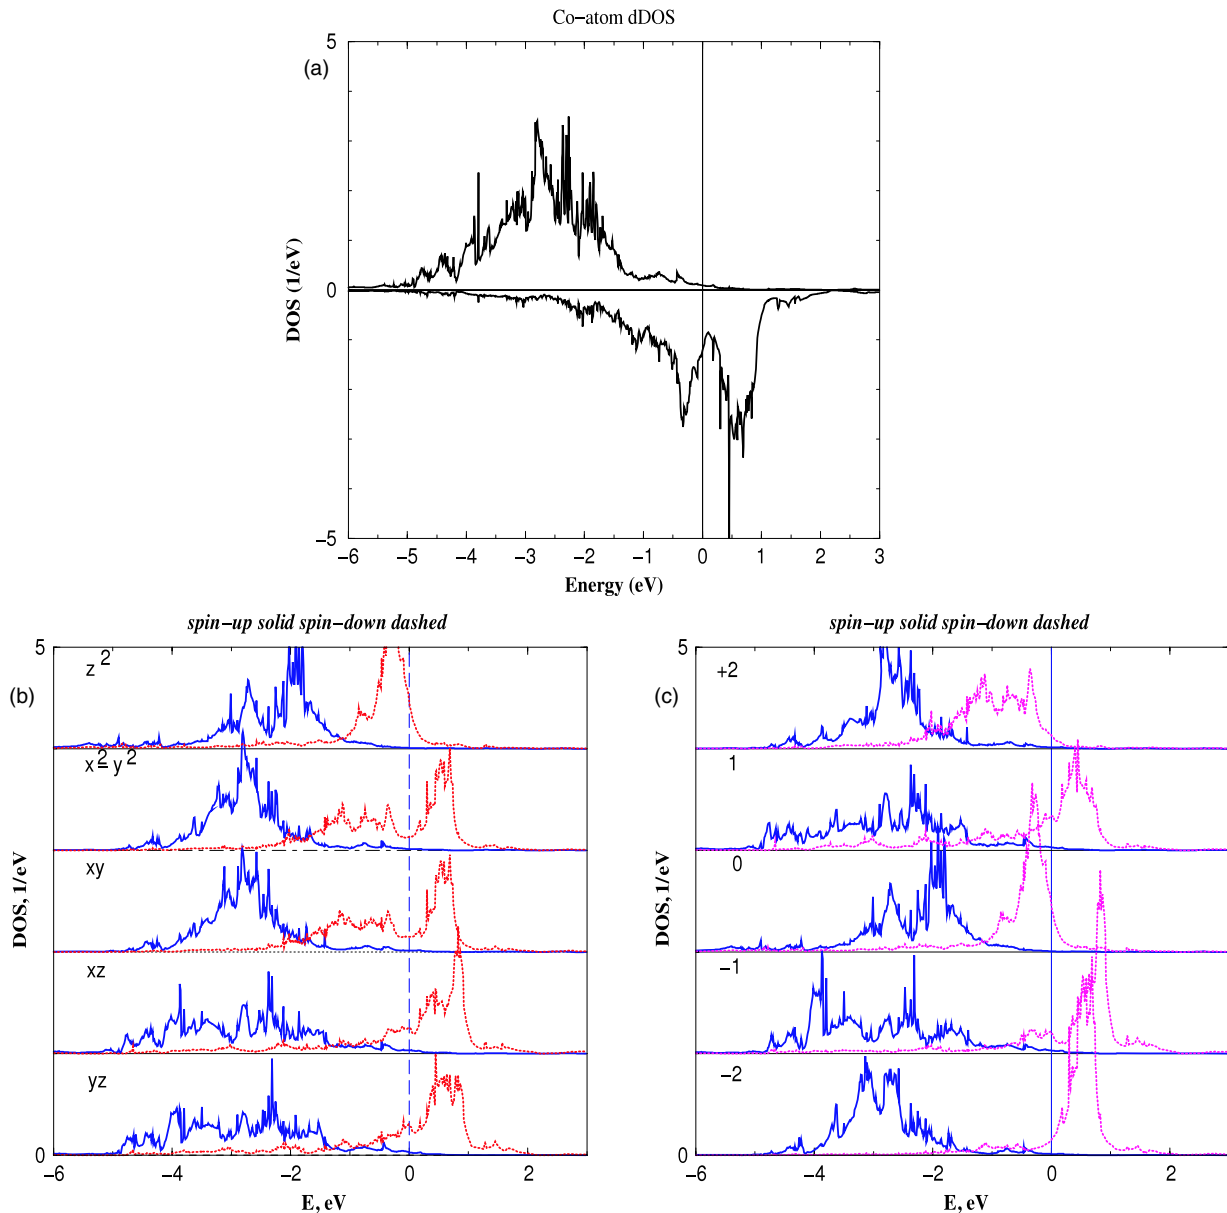 Co−atom dDOS
(a)
5
0
−5
DOS (1/eV)
−6 −5 −4 −3 −2 −1 0 1 2 3
Energy (eV)
spin−up solid spin−down dashed
(b)
5
z 2
x 2 − y 2
xy
xz
yz
0
DOS, 1/eV
−6 −4 −2 0 2
E, eV
spin−up solid spin−down dashed
(c)
5
+2
1
0
−1
−2
0
DOS, 1/eV
−6 −4 −2 0 2
E, eV